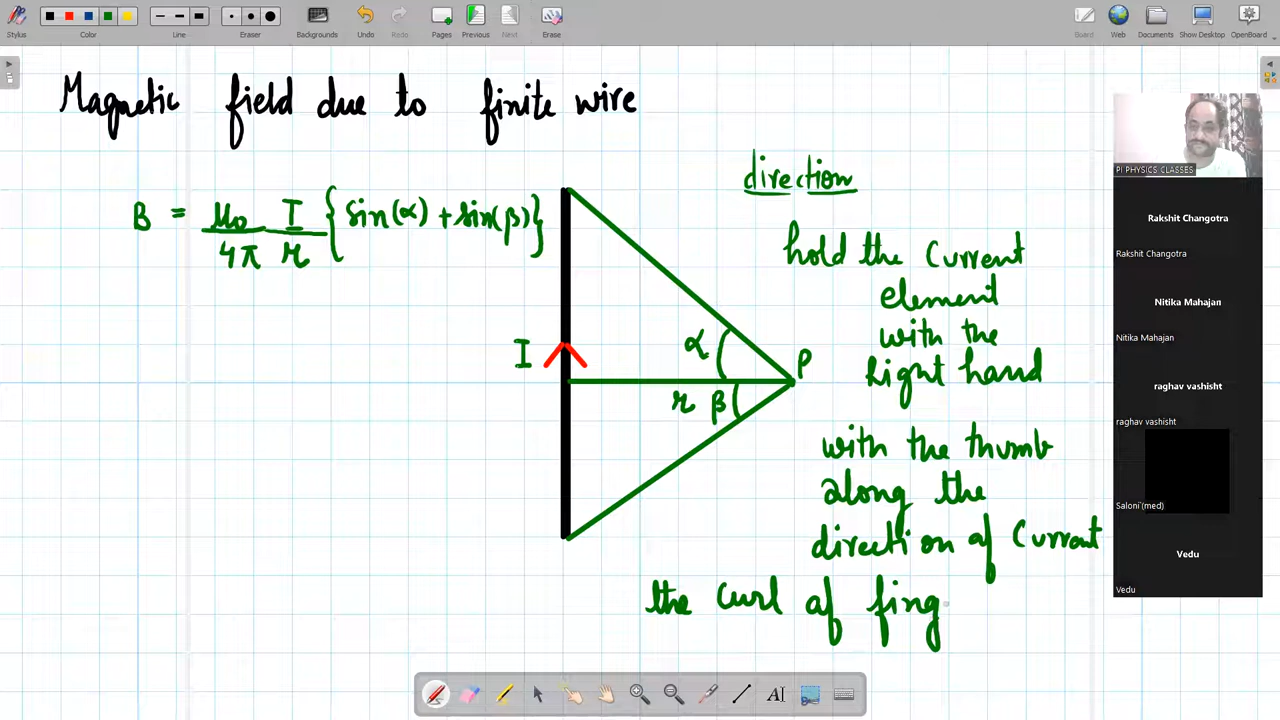 Stylus
Color
Line
Eraser
Backgrounds
Undo
Redo
Pages
Previous
Next
Erase
Board
Web
Documents
Show Desktop
OpenBoard
Magnetic field due to finite wire
B = μ0/4π I/r {sin(α) + sin(β)}
I
α
P
r β
direction
hold the current
element
with the
right hand
with the thumb
along the
direction of current
the curl of fing
PI PHYSICS CLASSES
Rakshit Changotra
Rakshit Changotra
Nitika Mahajan
Nitika Mahajan
raghav vashisht
raghav vashisht
Saloni (med)
Vedu
Vedu
AI